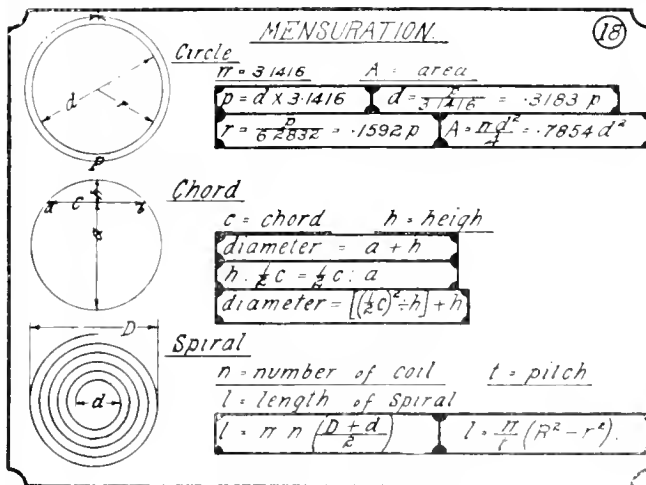 MENSURATION.
18
Circle
π = 3.1416 A = area
p = d x 3.1416 d = p/3.1416 = .3183 p
r = p/6.2832 = .1592 p A = πd²/4 = .7854 d²
d
r
p
Chord
c = chord h = heigh
diameter = a + h
h : ½c = ½c : a
diameter = [(½c)² ÷ h] + h
c
D
Spiral
n = number of coil t = pitch
l = length of spiral
l = π n (D + d / 2) l = π/t (R² – r²).
d